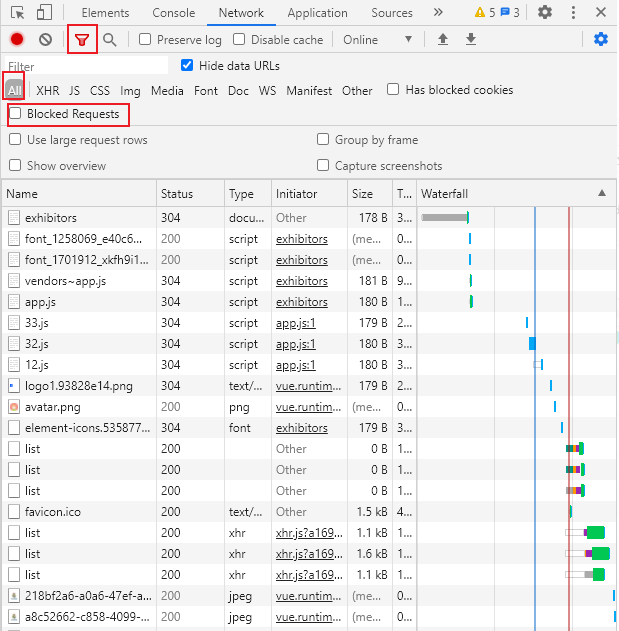 Elements Console Network Application Sources » 5 3
Preserve log Disable cache Online
Filter Hide data URLs
All XHR JS CSS Img Media Font Doc WS Manifest Other Has blocked cookies
Blocked Requests
Use large request rows Group by frame
Show overview Capture screenshots
Name Status Type Initiator Size T... Waterfall
exhibitors 304 docu... Other 178 B 3...
font_1258069_e40c6... 200 script exhibitors (me... 0...
font_1701912_xkfh9i1... 200 script exhibitors (me... 0...
vendors~app.js 304 script exhibitors 181 B 9...
app.js 304 script exhibitors 180 B 1...
33.js 304 script app.js:1 179 B 2...
32.js 304 script app.js:1 180 B 3...
12.js 304 script app.js:1 180 B 3...
logo1.93828e14.png 304 text/... vue.runtim... 179 B 2...
avatar.png 200 png vue.runtim... (me... 0...
element-icons.535877... 304 font exhibitors 179 B 3...
list 200 Other 0 B 1...
list 200 Other 0 B 1...
list 200 Other 0 B 1...
favicon.ico 200 text/... Other 1.5 kB 4...
list 200 xhr xhr.js?a169... 1.1 kB 1...
list 200 xhr xhr.js?a169... 1.6 kB 1...
list 200 xhr xhr.js?a169... 1.1 kB 1...
218bf2a6-a0a6-47ef-a... 200 jpeg vue.runtim... (me... 0...
a8c52662-c858-4099-... 200 jpeg vue.runtim... (me... 0...